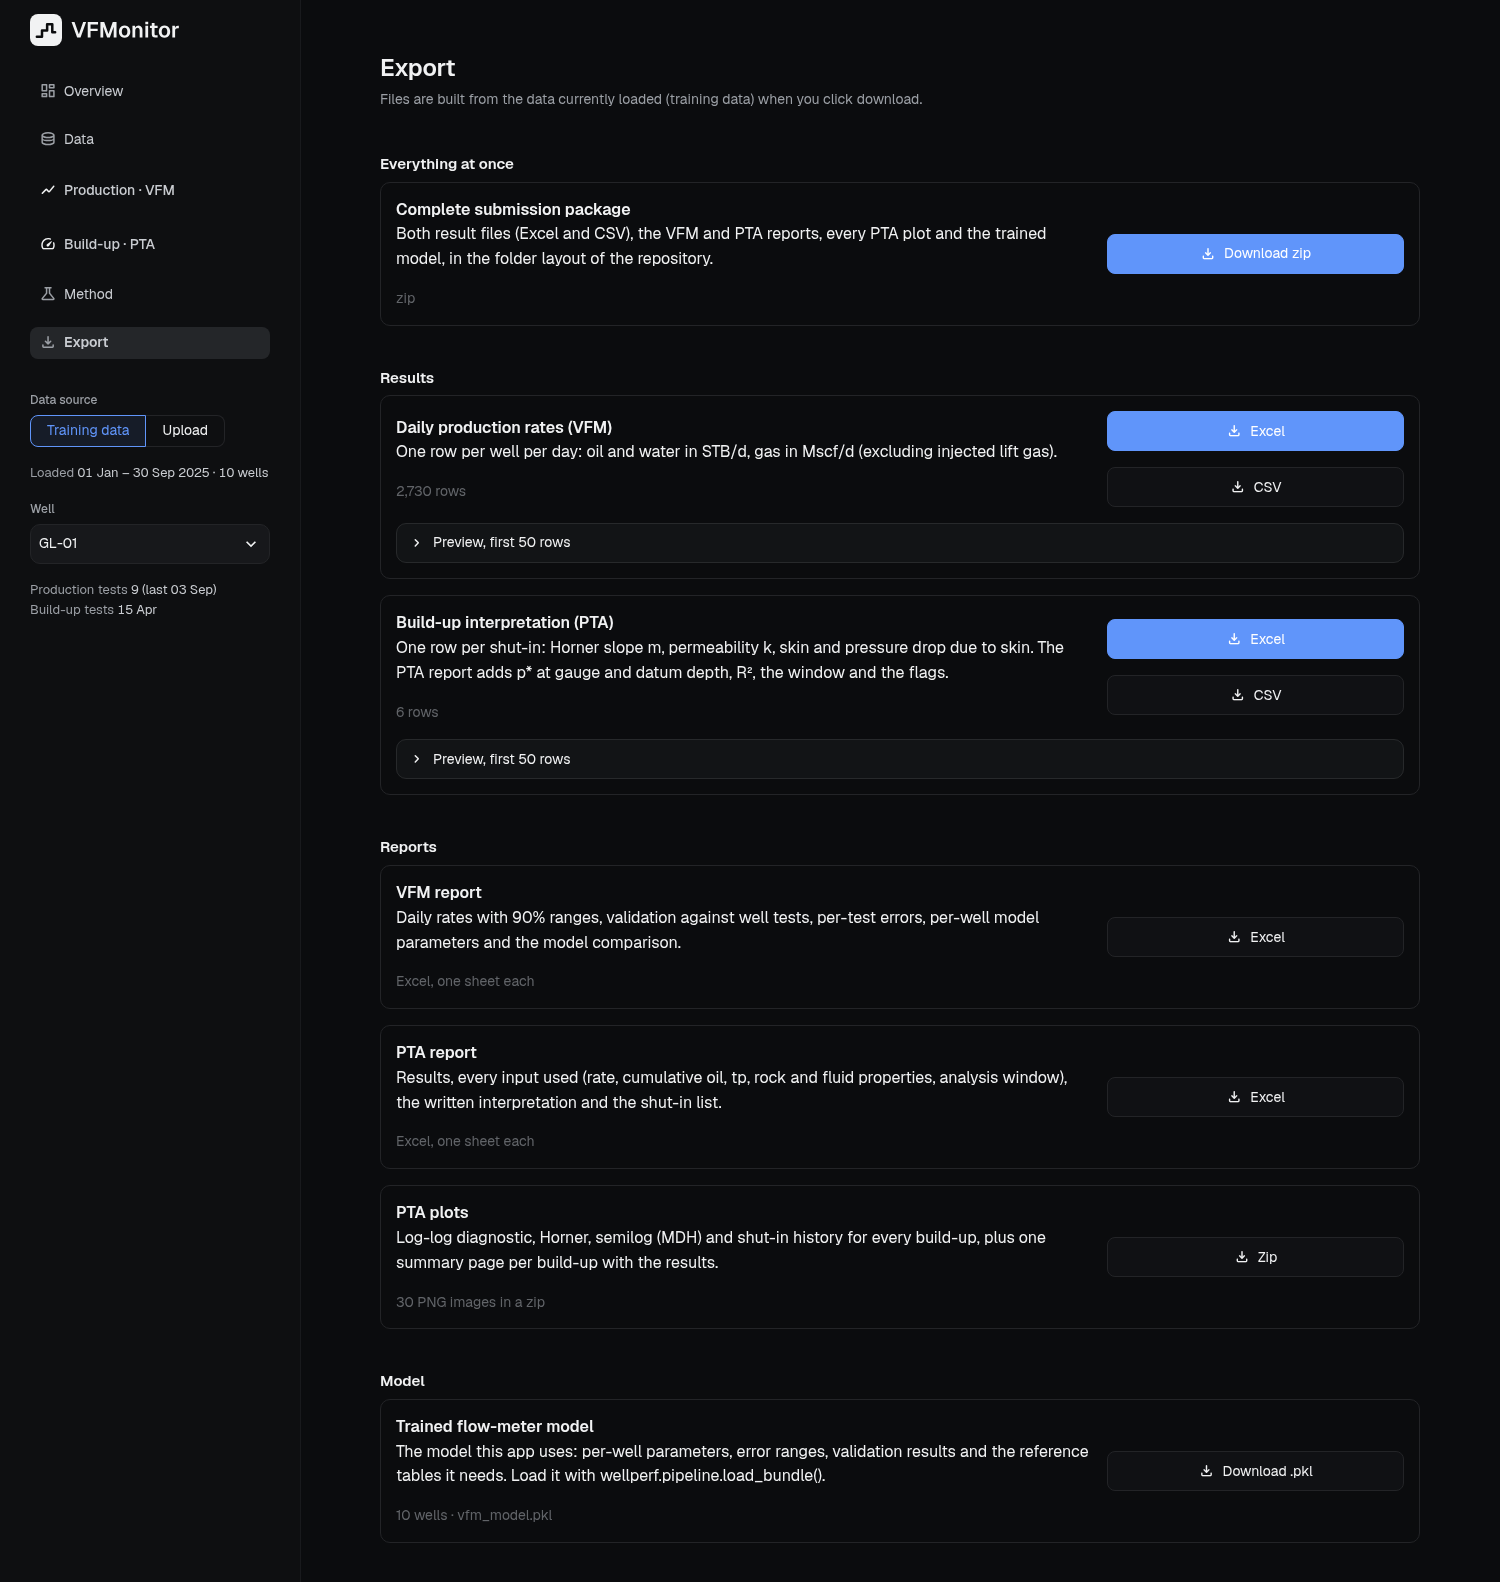 VFMonitor
Overview
Data
Production · VFM
Build-up · PTA
Method
Export
Data source
Training data
Upload
Loaded 01 Jan – 30 Sep 2025 · 10 wells
Well
GL-01
Production tests 9 (last 03 Sep)
Build-up tests 15 Apr
Export
Files are built from the data currently loaded (training data) when you click download.
Everything at once
Complete submission package
Both result files (Excel and CSV), the VFM and PTA reports, every PTA plot and the trained
model, in the folder layout of the repository.
zip
Download zip
Results
Daily production rates (VFM)
One row per well per day: oil and water in STB/d, gas in Mscf/d (excluding injected lift gas).
2,730 rows
Excel
CSV
Preview, first 50 rows
Build-up interpretation (PTA)
One row per shut-in: Horner slope m, permeability k, skin and pressure drop due to skin. The
PTA report adds p* at gauge and datum depth, R², the window and the flags.
6 rows
Excel
CSV
Preview, first 50 rows
Reports
VFM report
Daily rates with 90% ranges, validation against well tests, per-test errors, per-well model
parameters and the model comparison.
Excel, one sheet each
Excel
PTA report
Results, every input used (rate, cumulative oil, tp, rock and fluid properties, analysis window),
the written interpretation and the shut-in list.
Excel, one sheet each
Excel
PTA plots
Log-log diagnostic, Horner, semilog (MDH) and shut-in history for every build-up, plus one
summary page per build-up with the results.
30 PNG images in a zip
Zip
Model
Trained flow-meter model
The model this app uses: per-well parameters, error ranges, validation results and the reference
tables it needs. Load it with wellperf.pipeline.load_bundle().
10 wells · vfm_model.pkl
Download .pkl